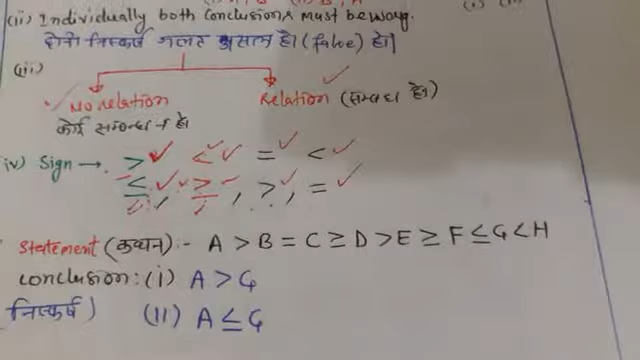 (ii) Individually both conclusions must be wrong.
दोनो निष्कर्ष गलत हो (false) हो|
(iii)
No relation Relation (सम्बन्ध हो)
कोई सम्बन्ध न हो
iv) Sign → > < = <
≤ , ≥ , > , =
Statement (कथन):- A > B = C ≥ D > E ≥ F ≤ G < H
Conclusion: (i) A > G
निष्कर्ष) (II) A ≤ G